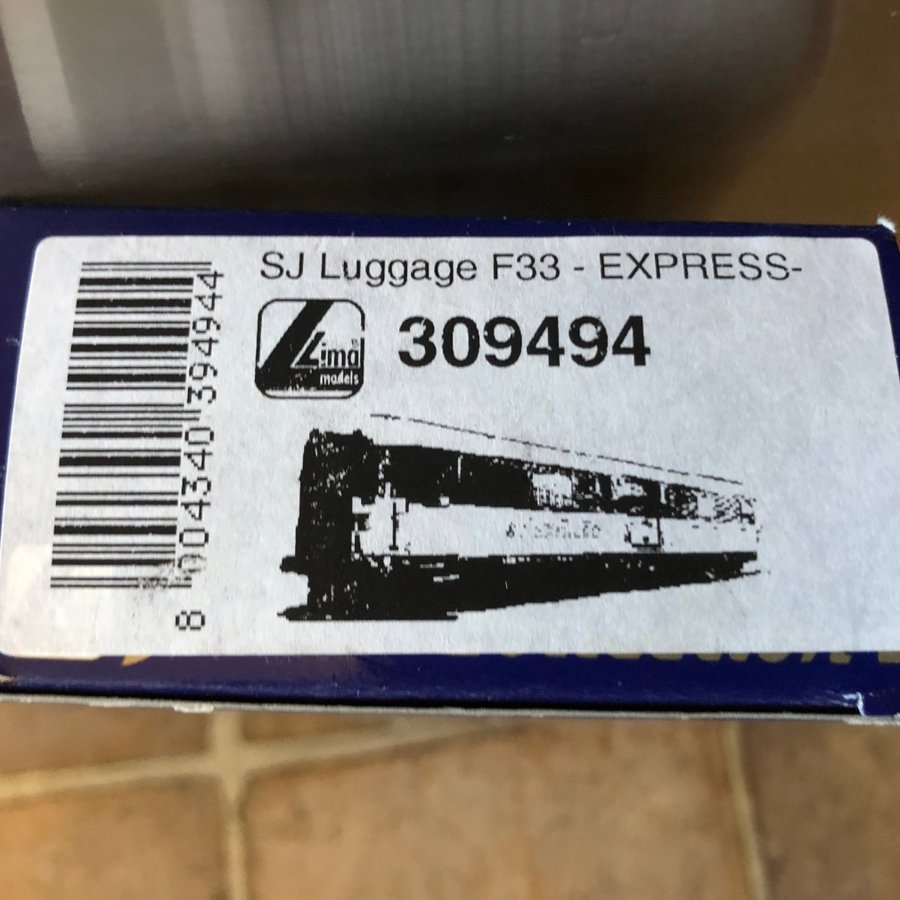 SJ Luggage F33 - EXPRESS-
Lima®
models
309494
8 004340 394944